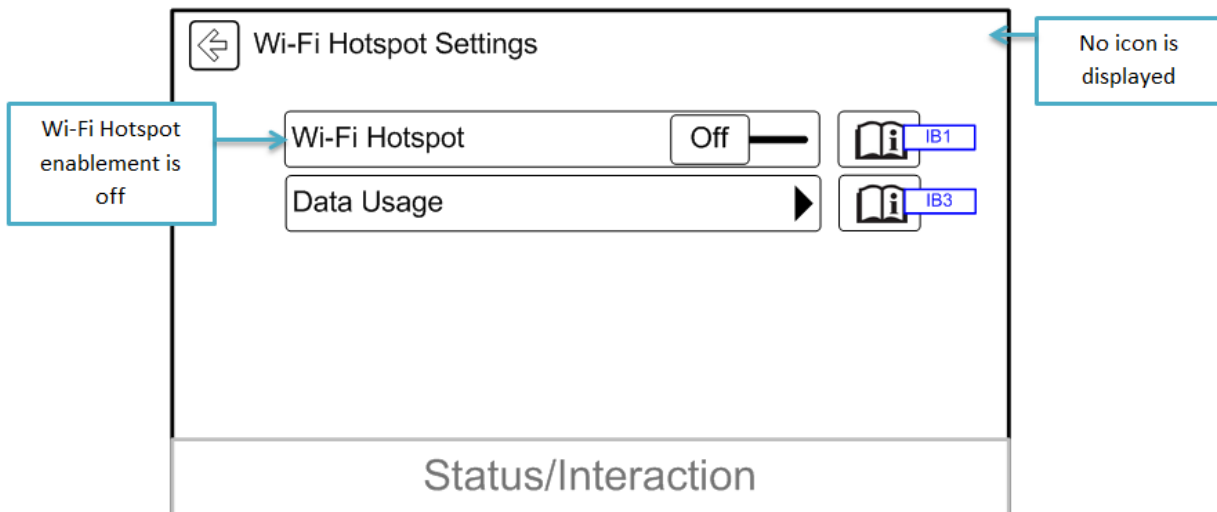 Wi-Fi Hotspot Settings
No icon is
displayed
Wi-Fi Hotspot
enablement is
off
Wi-Fi Hotspot
Off
IB1
Data Usage
IB3
Status/Interaction